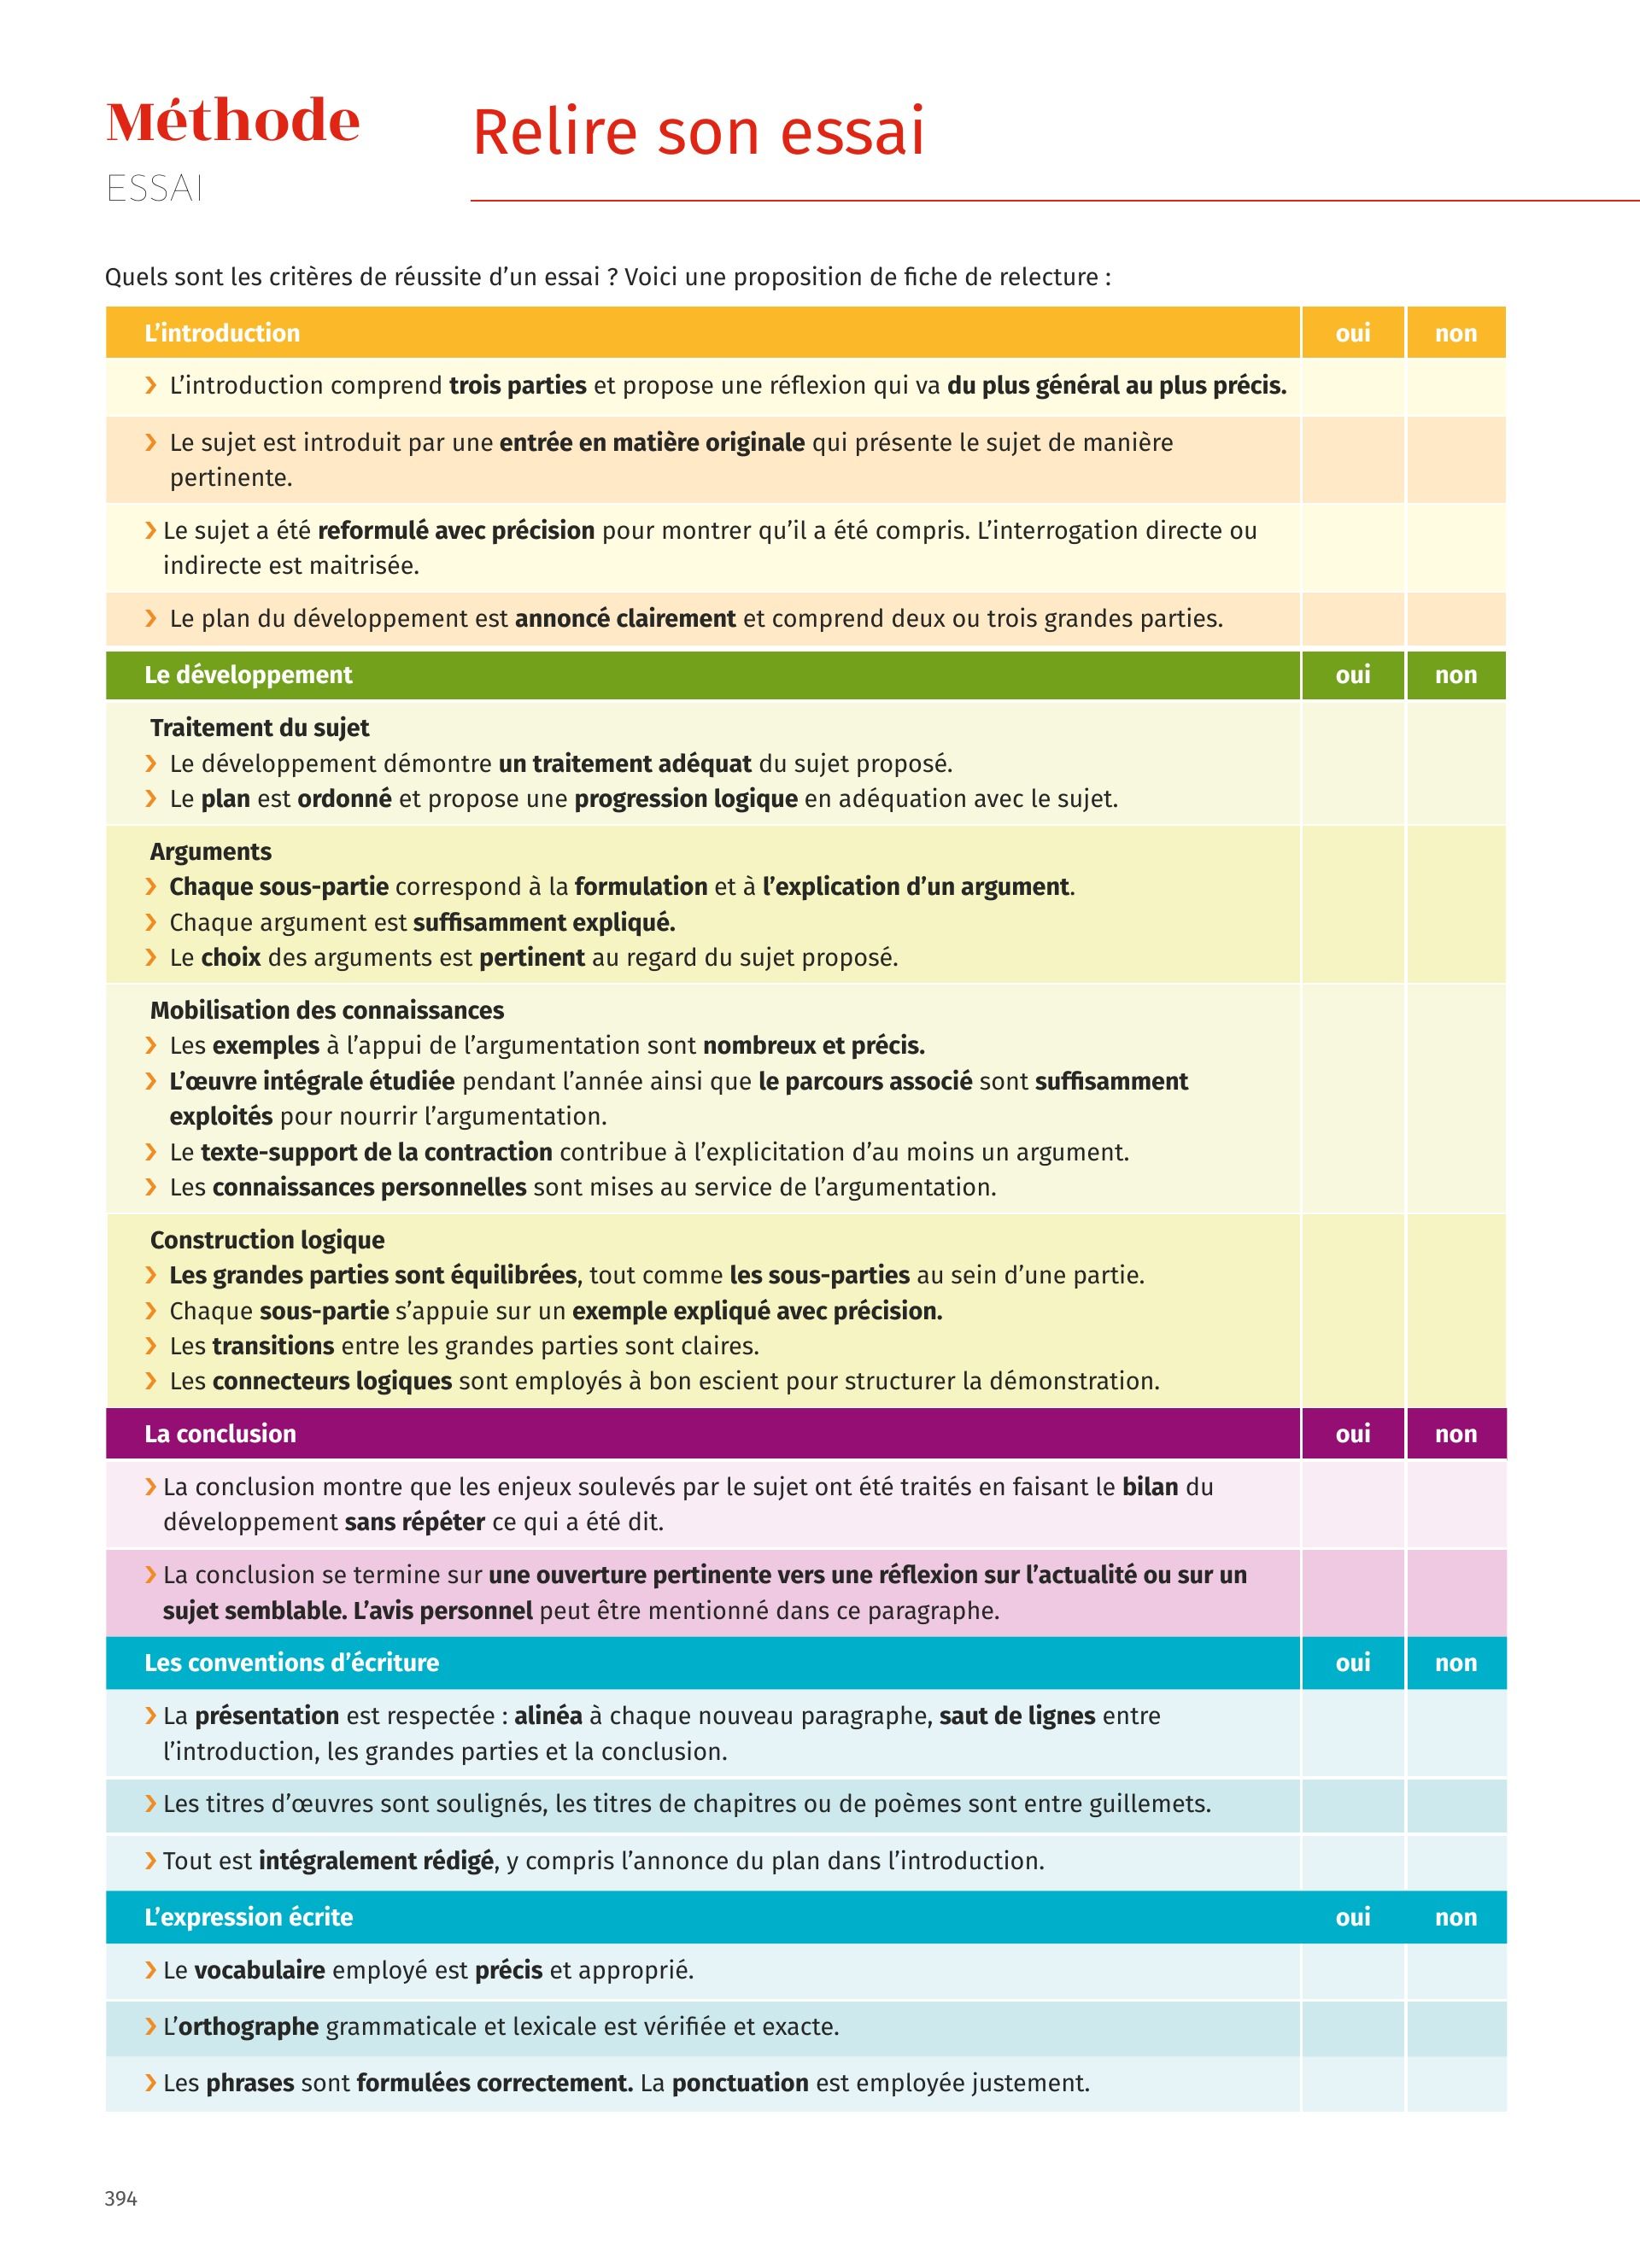 Méthode
ESSAI
Relire son essai
Quels sont les critères de réussite d’un essai ? Voici une proposition de fiche de relecture :
L’introduction oui non
› L’introduction comprend trois parties et propose une réflexion qui va du plus général au plus précis.
› Le sujet est introduit par une entrée en matière originale qui présente le sujet de manière
pertinente.
› Le sujet a été reformulé avec précision pour montrer qu’il a été compris. L’interrogation directe ou
indirecte est maitrisée.
› Le plan du développement est annoncé clairement et comprend deux ou trois grandes parties.
Le développement oui non
Traitement du sujet
› Le développement démontre un traitement adéquat du sujet proposé.
› Le plan est ordonné et propose une progression logique en adéquation avec le sujet.
Arguments
› Chaque sous-partie correspond à la formulation et à l’explication d’un argument.
› Chaque argument est suffisamment expliqué.
› Le choix des arguments est pertinent au regard du sujet proposé.
Mobilisation des connaissances
› Les exemples à l’appui de l’argumentation sont nombreux et précis.
› L’œuvre intégrale étudiée pendant l’année ainsi que le parcours associé sont suffisamment
exploités pour nourrir l’argumentation.
› Le texte-support de la contraction contribue à l’explicitation d’au moins un argument.
› Les connaissances personnelles sont mises au service de l’argumentation.
Construction logique
› Les grandes parties sont équilibrées, tout comme les sous-parties au sein d’une partie.
› Chaque sous-partie s’appuie sur un exemple expliqué avec précision.
› Les transitions entre les grandes parties sont claires.
› Les connecteurs logiques sont employés à bon escient pour structurer la démonstration.
La conclusion oui non
› La conclusion montre que les enjeux soulevés par le sujet ont été traités en faisant le bilan du
développement sans répéter ce qui a été dit.
› La conclusion se termine sur une ouverture pertinente vers une réflexion sur l’actualité ou sur un
sujet semblable. L’avis personnel peut être mentionné dans ce paragraphe.
Les conventions d’écriture oui non
› La présentation est respectée : alinéa à chaque nouveau paragraphe, saut de lignes entre
l’introduction, les grandes parties et la conclusion.
› Les titres d’œuvres sont soulignés, les titres de chapitres ou de poèmes sont entre guillemets.
› Tout est intégralement rédigé, y compris l’annonce du plan dans l’introduction.
L’expression écrite oui non
› Le vocabulaire employé est précis et approprié.
› L’orthographe grammaticale et lexicale est vérifiée et exacte.
› Les phrases sont formulées correctement. La ponctuation est employée justement.
394